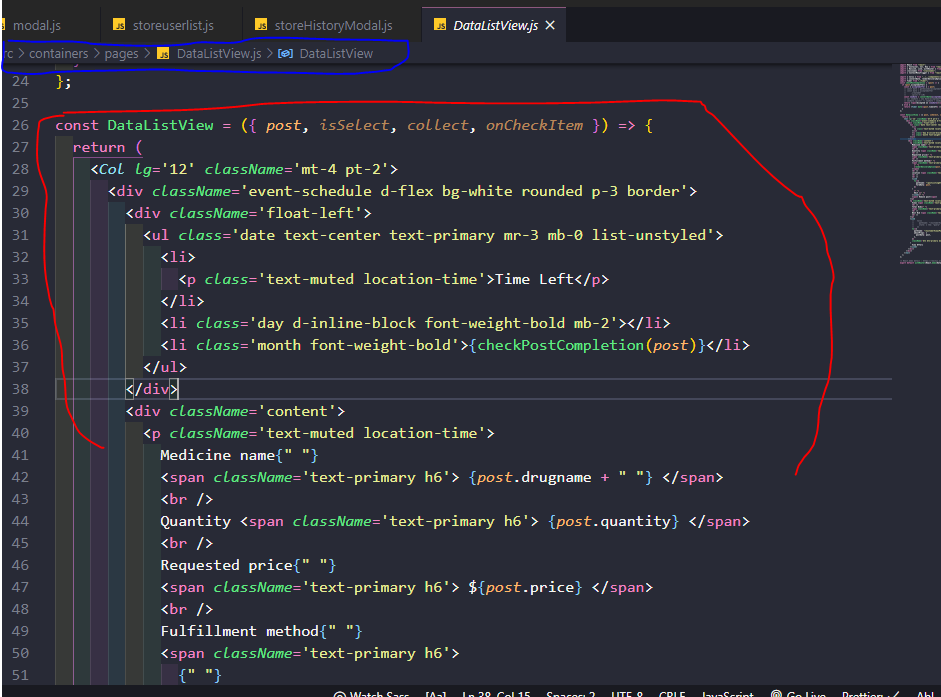 modal.js JS storeuserlist.js JS storeHistoryModal.js JS DataListView.js ×
rc > containers > pages > JS DataListView.js > DataListView
24 };
25
26 const DataListView = ({ post, isSelect, collect, onCheckItem }) => {
27 return (
28 <Col lg='12' className='mt-4 pt-2'>
29 <div className='event-schedule d-flex bg-white rounded p-3 border'>
30 <div className='float-left'>
31 <ul class='date text-center text-primary mr-3 mb-0 list-unstyled'>
32 <li>
33 <p class='text-muted location-time'>Time Left</p>
34 </li>
35 <li class='day d-inline-block font-weight-bold mb-2'></li>
36 <li class='month font-weight-bold'>{checkPostCompletion(post)}</li>
37 </ul>
38 </div>
39 <div className='content'>
40 <p className='text-muted location-time'>
41 Medicine name{" "}
42 <span className='text-primary h6'> {post.drugname + " "} </span>
43 <br />
44 Quantity <span className='text-primary h6'> {post.quantity} </span>
45 <br />
46 Requested price{" "}
47 <span className='text-primary h6'> ${post.price} </span>
48 <br />
49 Fulfillment method{" "}
50 <span className='text-primary h6'>
51 {" "}
Watch Sass [Aa] Ln 38, Col 15 Spaces: 2 UTF-8 CRLF JavaScript Go Live Prettier